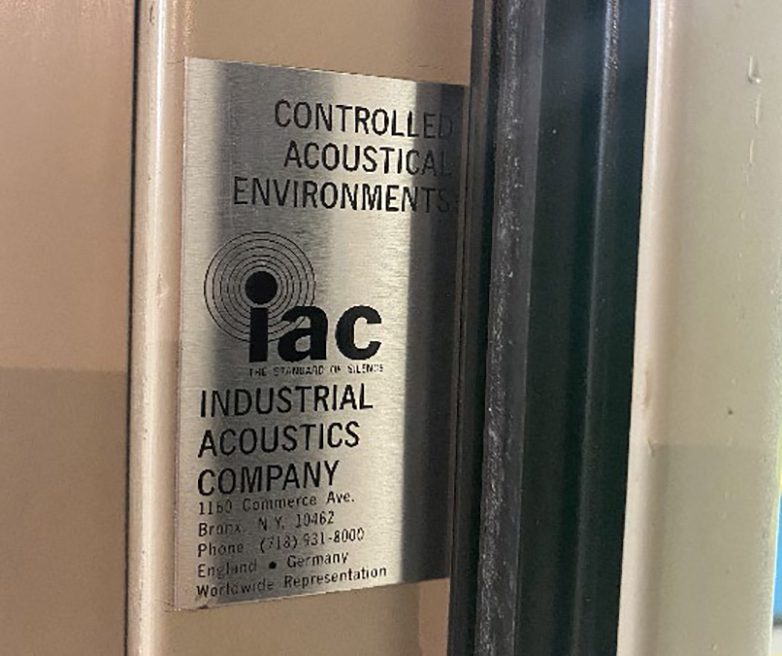 CONTROLLED
ACOUSTICAL
ENVIRONMENTS
iac
THE STANDARD OF SILENCE
INDUSTRIAL
ACOUSTICS
COMPANY
1160 Commerce Ave.
Bronx, N.Y. 10462
Phone (718) 931-8000
England • Germany
Worldwide Representation